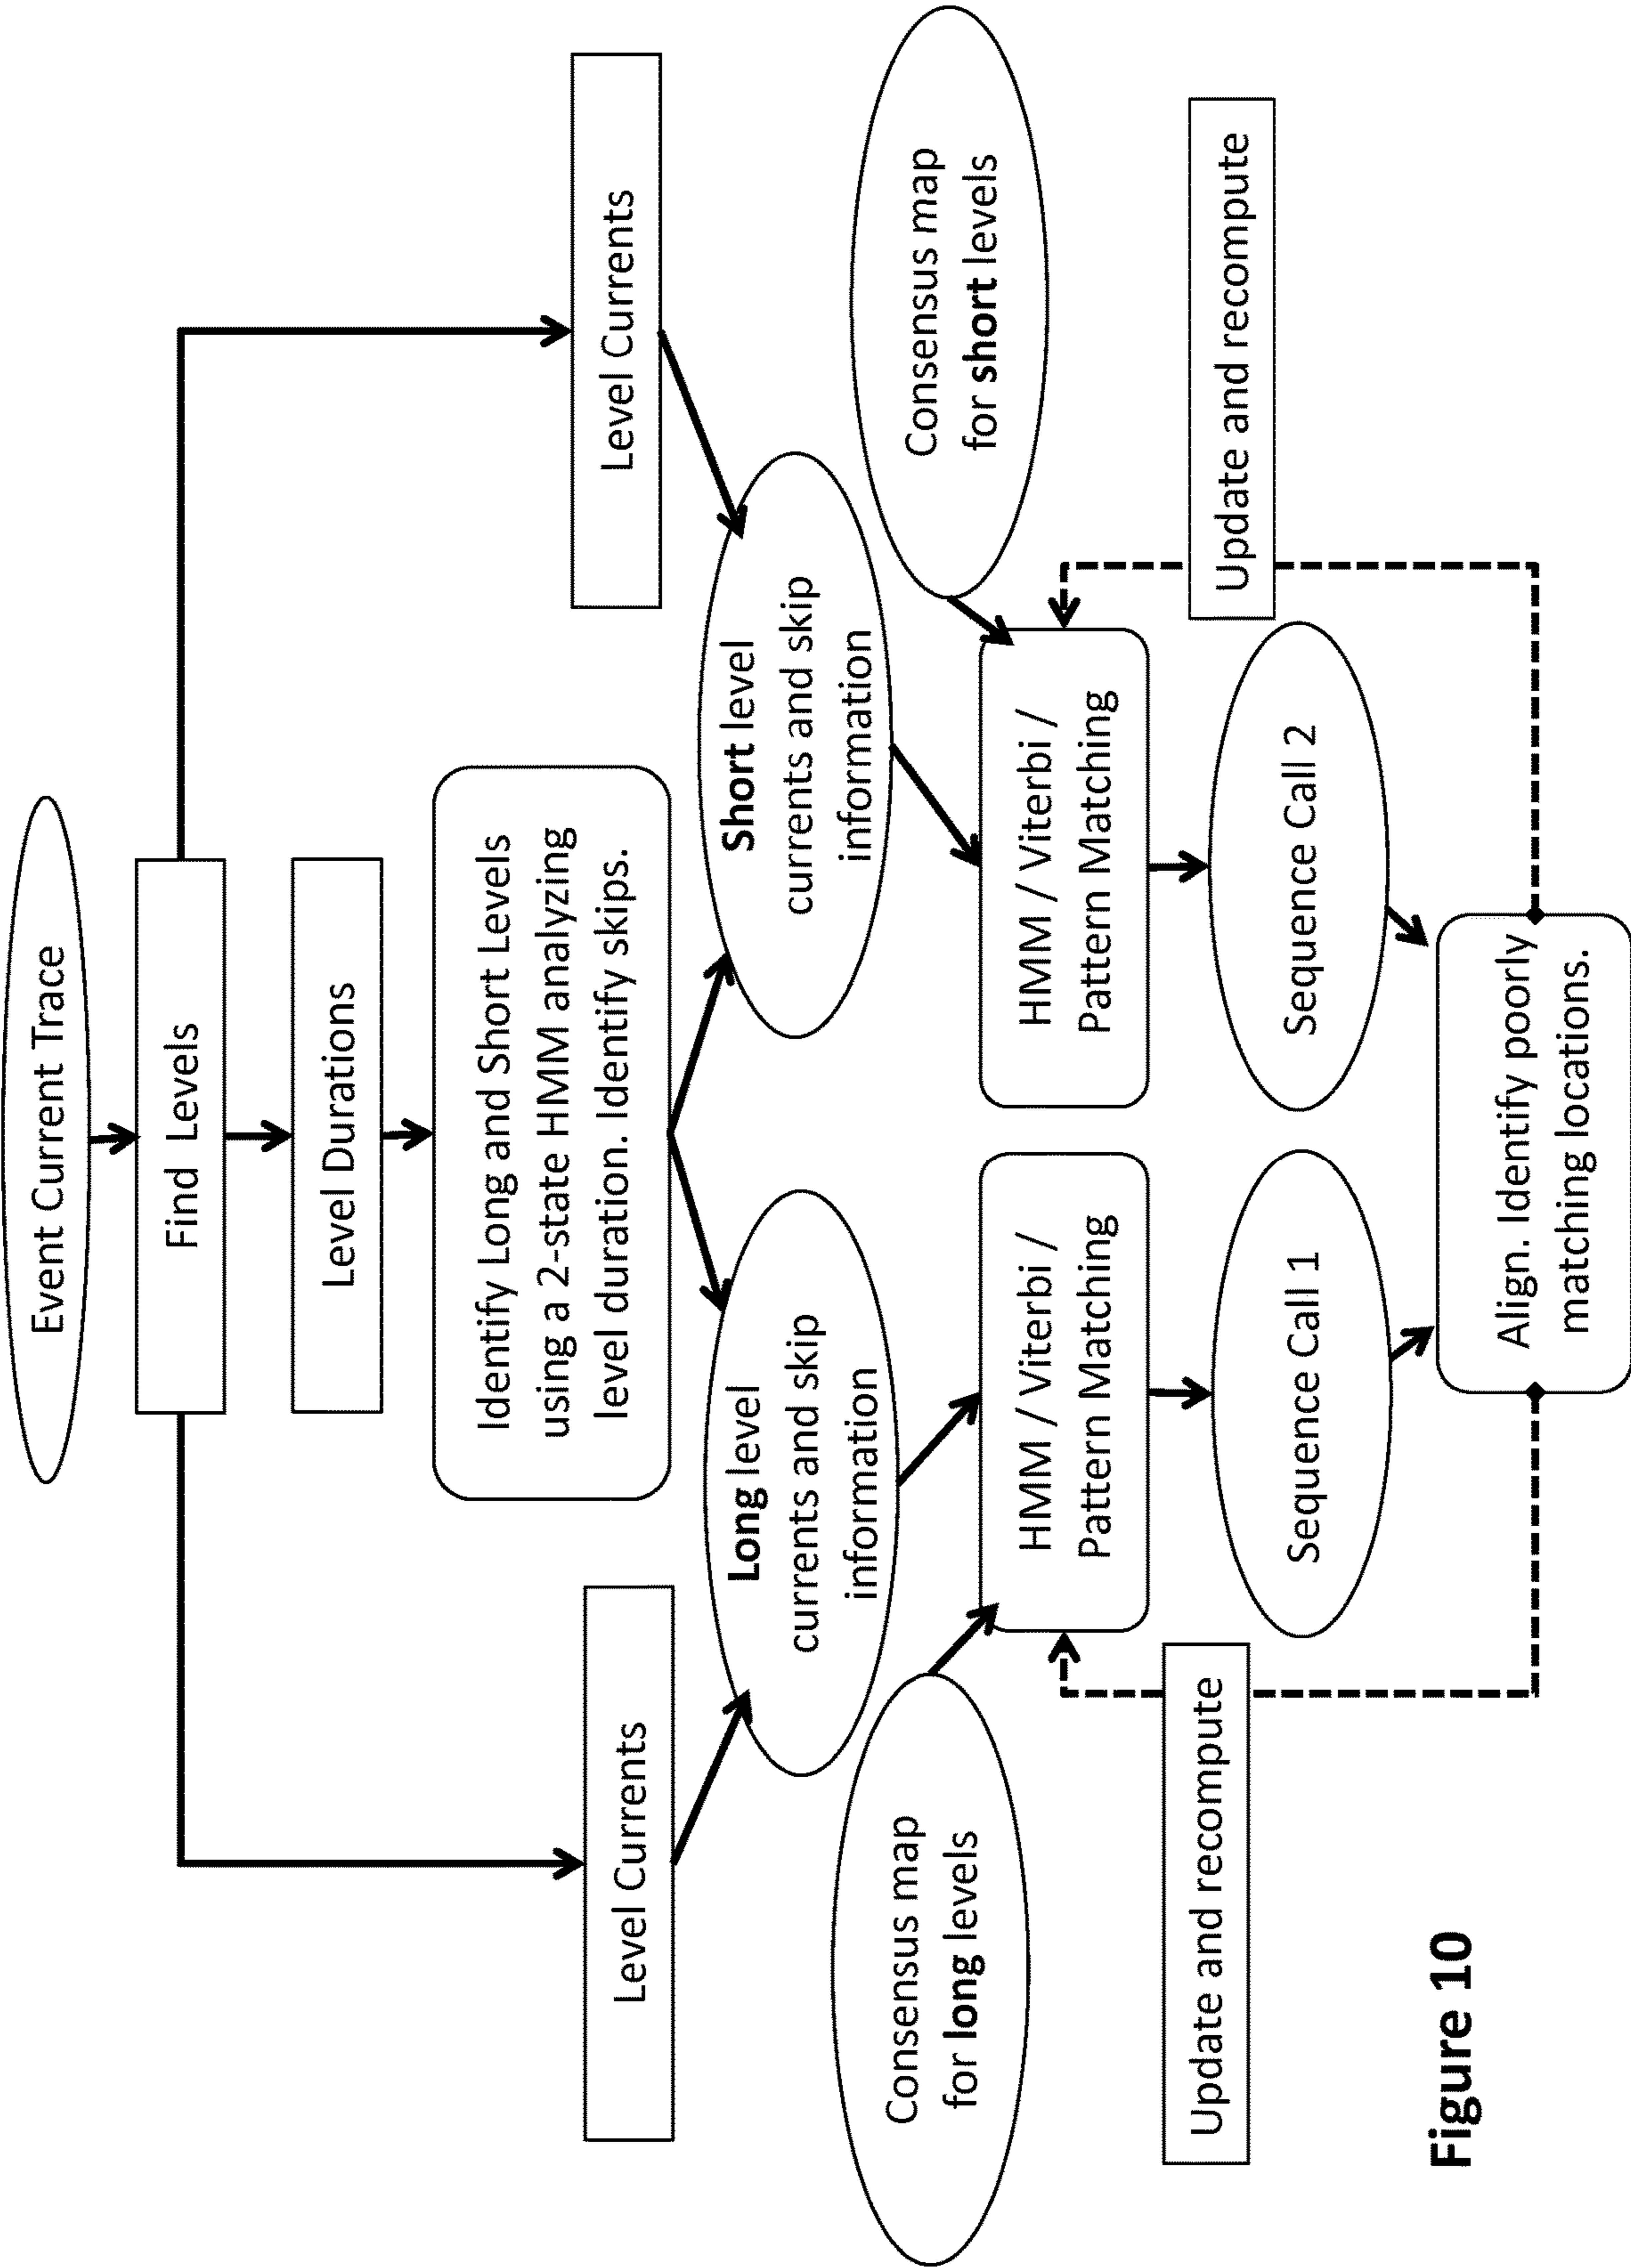 Event Current Trace
Find Levels
Level Durations
Identify Long and Short Levels
using a 2-state HMM analyzing
level duration. Identify skips.
Level Currents
Level Currents
Long level
currents and skip
information
Short level
currents and skip
information
Consensus map
for long levels
Consensus map
for short levels
HMM / Viterbi /
Pattern Matching
HMM / Viterbi /
Pattern Matching
Update and recompute
Update and recompute
Sequence Call 1
Sequence Call 2
Align. Identify poorly
matching locations.
Figure 10